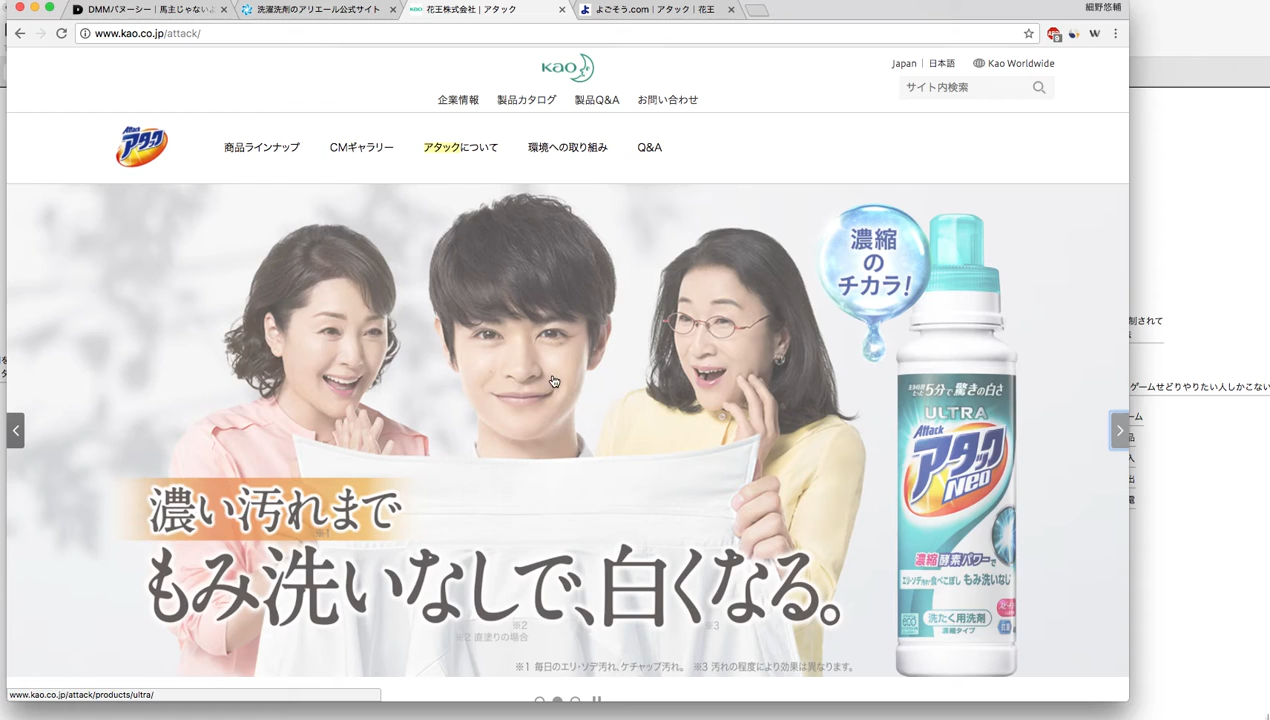 DMMバヌーシー｜馬主じゃない
洗濯洗剤のアリエール公式サイト
花王株式会社｜アタック
よごそう.com｜アタック｜花王
細野悠輔
www.kao.co.jp/attack/
Kao
Japan | 日本語 Kao Worldwide
サイト内検索
企業情報 製品カタログ 製品Q&A お問い合わせ
Attack アタック
商品ラインナップ CMギャラリー アタックについて 環境への取り組み Q&A
濃縮
の
チカラ!
5分で驚きの白さ
ULTRA
Attack
アタック
Neo
濃縮酵素パワーで
もみ洗いなし
洗たく用洗剤
濃縮タイプ
eco
濃い汚れまで
※1
もみ洗いなしで、白くなる。
※2 ※3
※2 直塗りの場合
※1 毎日のエリ・ソデ汚れ、ケチャップ汚れ。 ※3 汚れの程度により効果は異なります。
www.kao.co.jp/attack/products/ultra/
制されて
ゲームせどりやりたい人しかこない
ーム
品
人
出
電